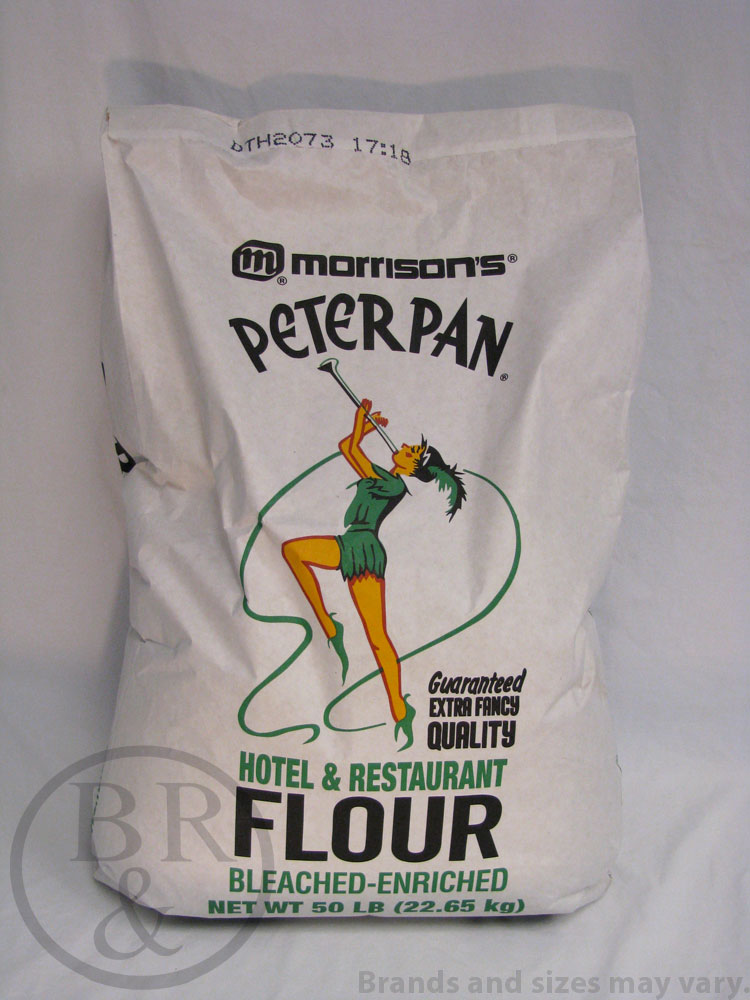 6TH2073 17:18
m® morrison's®
PETER PAN®
Guaranteed
EXTRA FANCY
QUALITY
HOTEL & RESTAURANT
FLOUR
BLEACHED-ENRICHED
NET WT 50 LB (22.65 kg)
BR
&
Brands and sizes may vary.